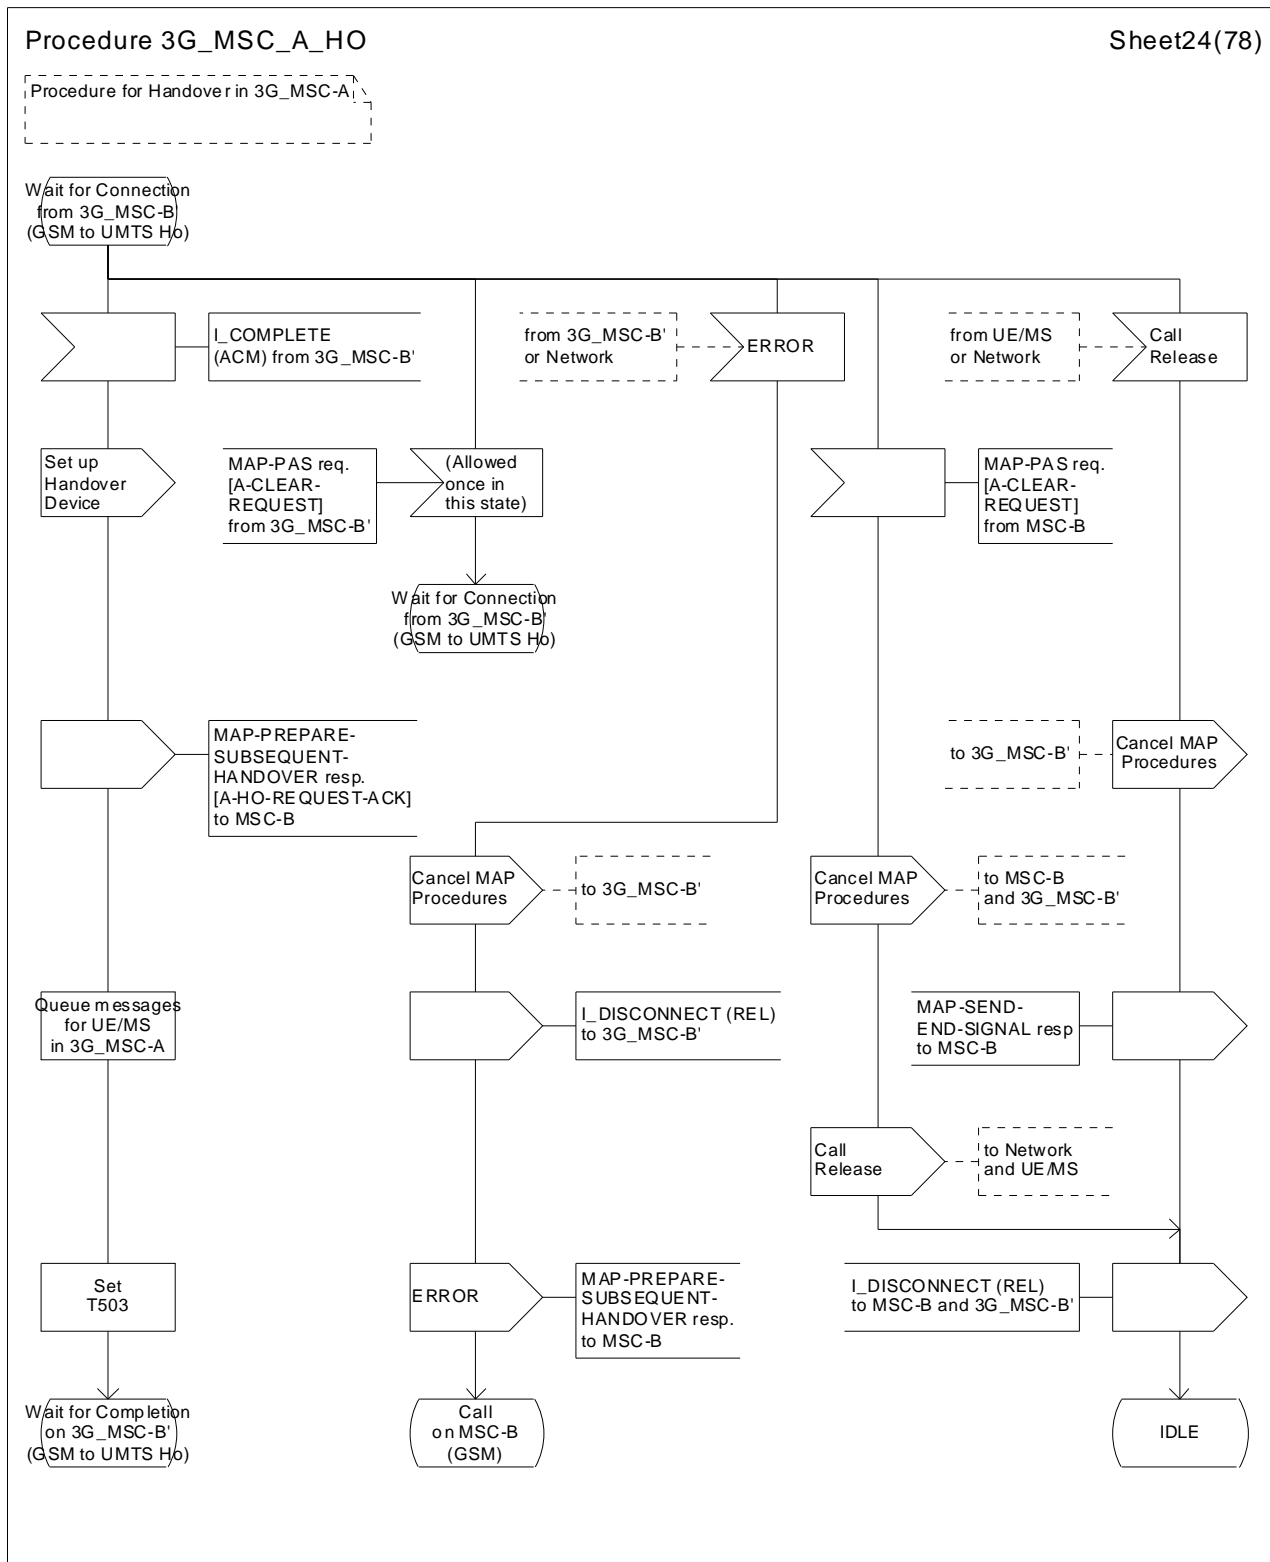 Procedure 3G_MSC_A_HO
Sheet24(78)
Procedure for Handover in 3G_MSC-A
Wait for Connection
from 3G_MSC-B'
(GSM to UMTS Ho)
I_COMPLETE
(ACM) from 3G_MSC-B'
from 3G_MSC-B'
or Network
ERROR
from UE/MS
or Network
Call
Release
Set up
Handover
Device
MAP-PAS req.
[A-CLEAR-
REQUEST]
from 3G_MSC-B'
(Allowed
once in
this state)
MAP-PAS req.
[A-CLEAR-
REQUEST]
from MSC-B
Wait for Connection
from 3G_MSC-B'
(GSM to UMTS Ho)
MAP-PREPARE-
SUBSEQUENT-
HANDOVER resp.
[A-HO-REQUEST-ACK]
to MSC-B
to 3G_MSC-B'
Cancel MAP
Procedures
Cancel MAP
Procedures
to 3G_MSC-B'
Cancel MAP
Procedures
to MSC-B
and 3G_MSC-B'
Queue messages
for UE/MS
in 3G_MSC-A
I_DISCONNECT (REL)
to 3G_MSC-B'
MAP-SEND-
END-SIGNAL resp
to MSC-B
Call
Release
to Network
and UE/MS
Set
T503
ERROR
MAP-PREPARE-
SUBSEQUENT-
HANDOVER resp.
to MSC-B
I_DISCONNECT (REL)
to MSC-B and 3G_MSC-B'
Wait for Completion
on 3G_MSC-B'
(GSM to UMTS Ho)
Call
on MSC-B
(GSM)
IDLE